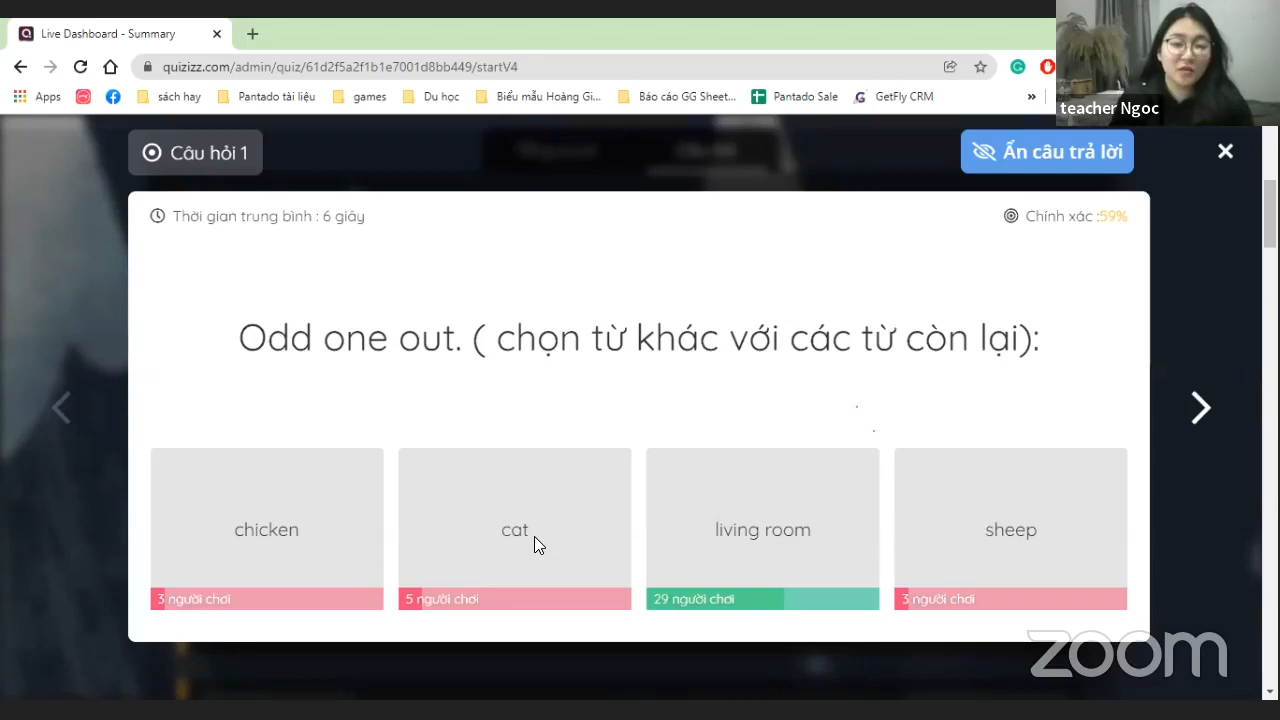 Live Dashboard - Summary
quizizz.com/admin/quiz/61d2f5a2f1b1e7001d8bb449/startV4
Apps sách hay Pantado tài liệu games Du học Biểu mẫu Hoàng Gi... Báo cáo GG Sheet... Pantado Sale GetFly CRM »
teacher Ngoc
Câu hỏi 1
Ẩn câu trả lời
Thời gian trung bình : 6 giây
Chính xác :59%
Odd one out. ( chọn từ khác với các từ còn lại):
chicken
cat
living room
sheep
3 người chơi
5 người chơi
29 người chơi
3 người chơi
zoom